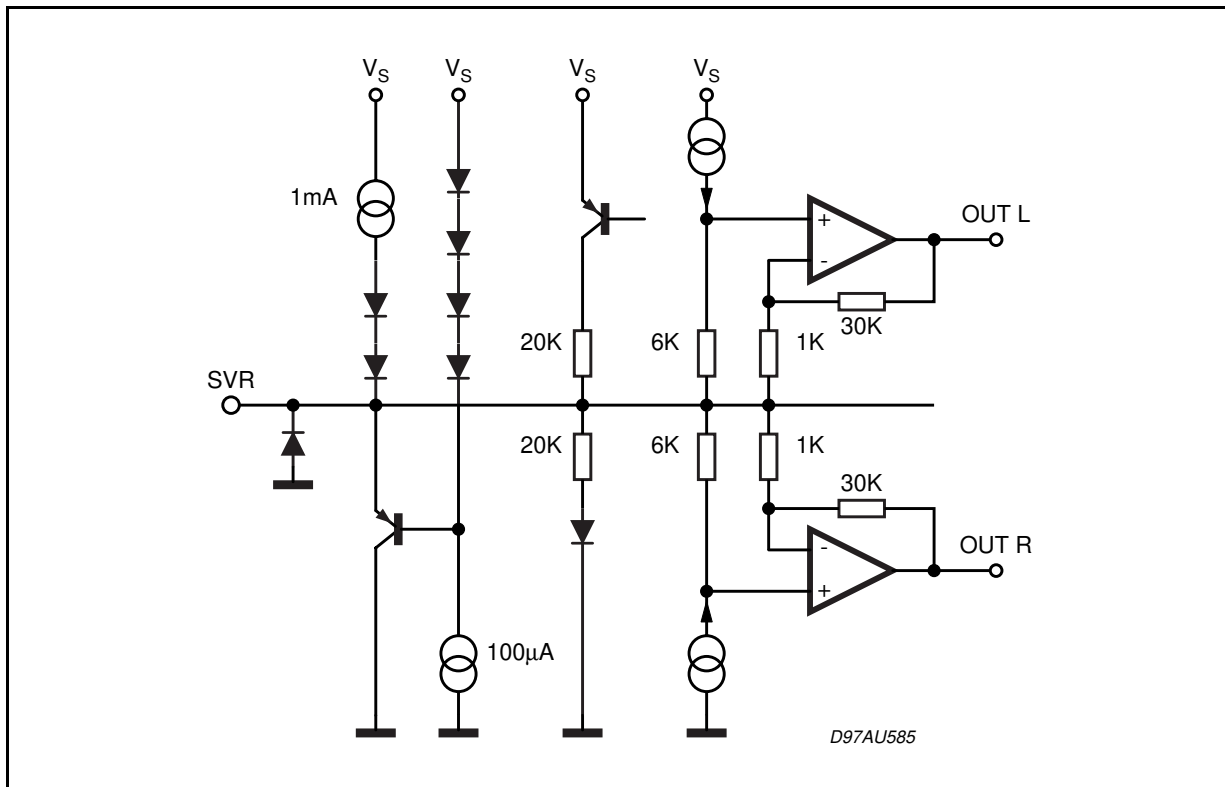 VS VS VS VS
1mA
+
-
OUT L
30K
20K 6K 1K
SVR
20K 6K 1K
30K
-
+
OUT R
100µA
D97AU585